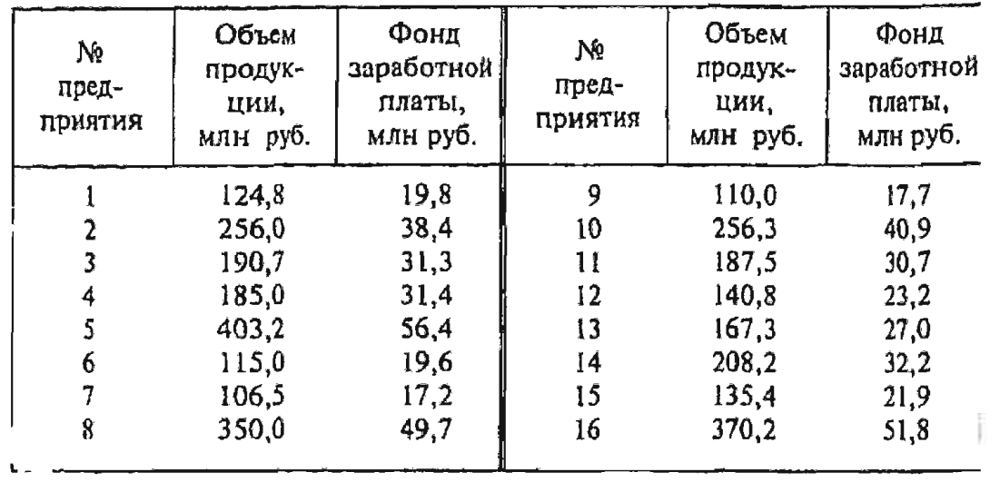 № пред- приятия | Объем продук- ции, млн руб. | Фонд заработной платы, млн руб. | № пред- приятия | Объем продук- ции, млн руб. | Фонд заработной платы, млн руб.
1 124,8 19,8 9 110,0 17,7
2 256,0 38,4 10 256,3 40,9
3 190,7 31,3 11 187,5 30,7
4 185,0 31,4 12 140,8 23,2
5 403,2 56,4 13 167,3 27,0
6 115,0 19,6 14 208,2 32,2
7 106,5 17,2 15 135,4 21,9
8 350,0 49,7 16 370,2 51,8